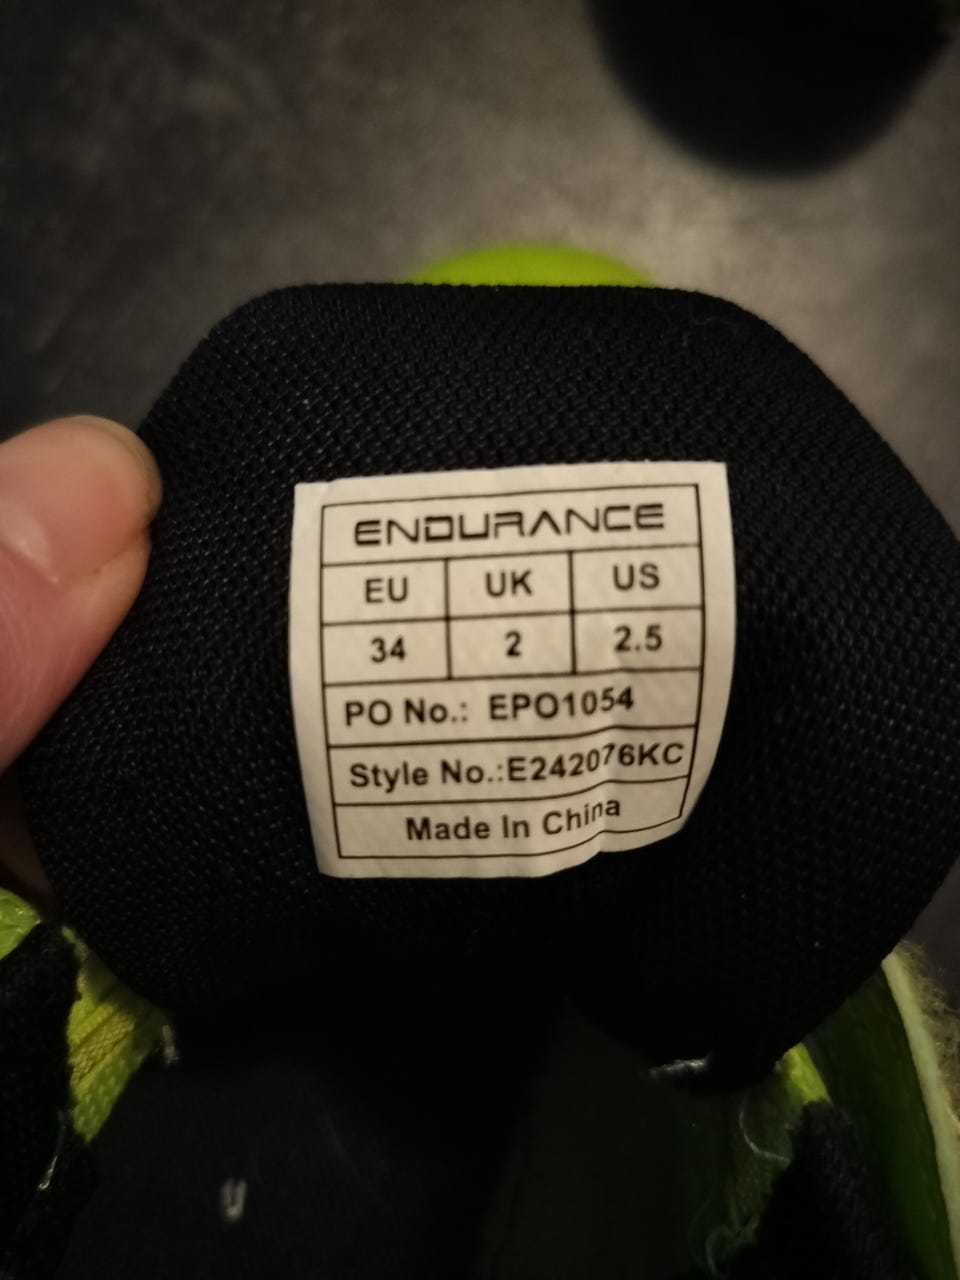 ENDURANCE
EU UK US
34 2 2.5
PO No.: EPO1054
Style No.:E242076KC
Made In China